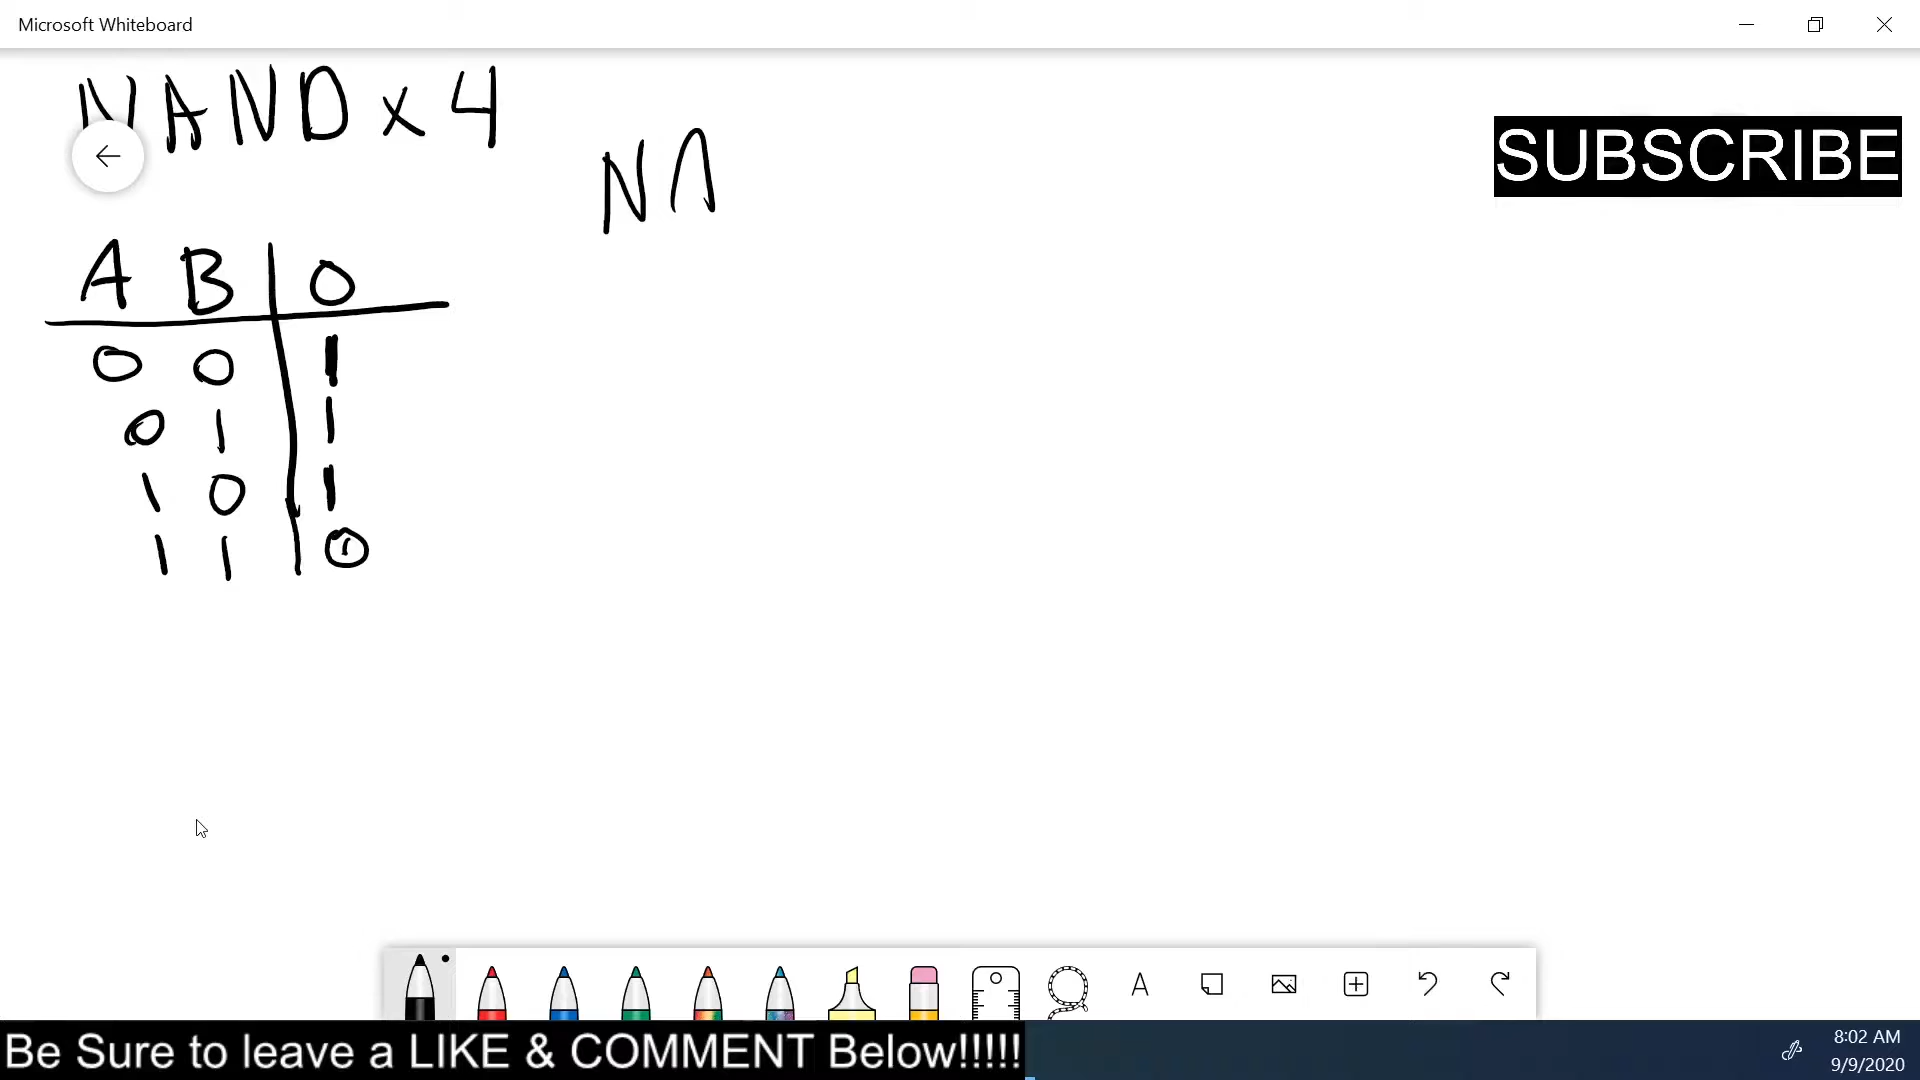 Microsoft Whiteboard
NAND x 4
NA
SUBSCRIBE
A B O
0 0 1
0 1 1
1 0 1
1 1 0
A
Be Sure to leave a LIKE & COMMENT Below!!!!!
8:02 AM
9/9/2020